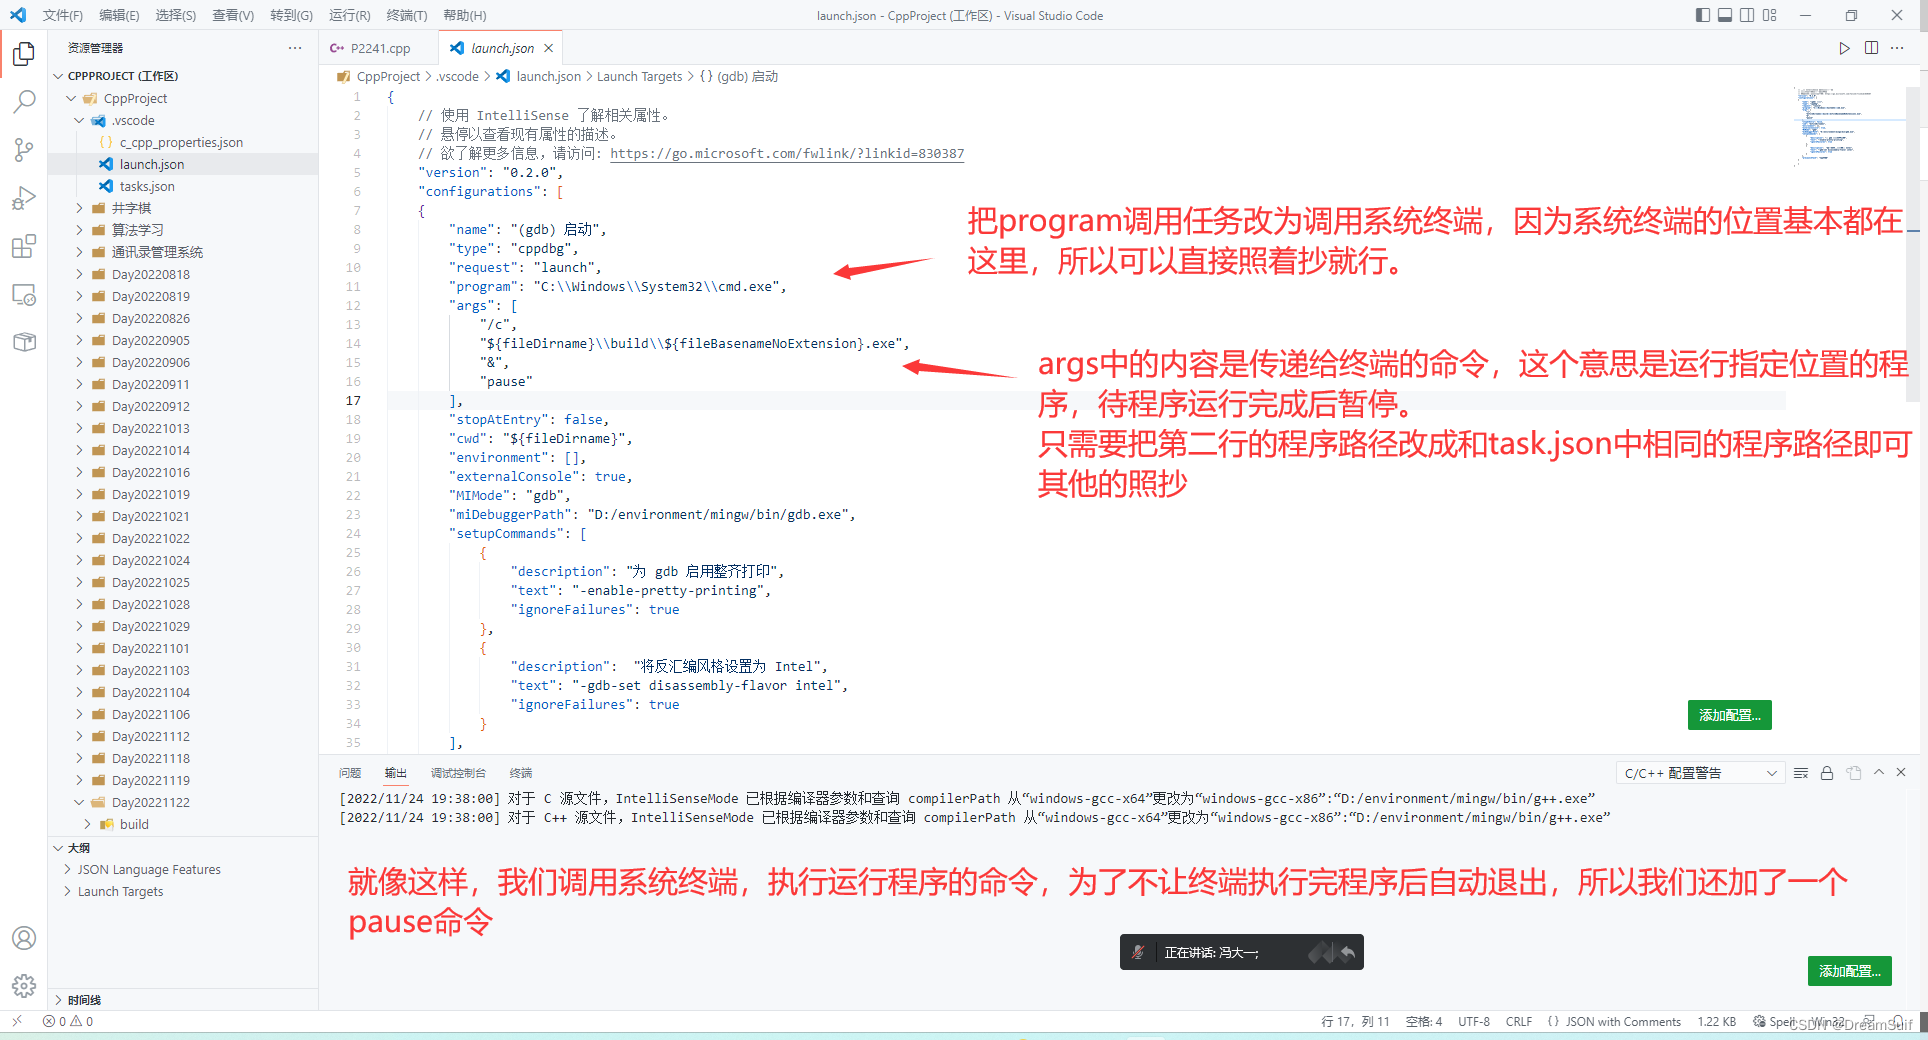 文件(F) 编辑(E) 选择(S) 查看(V) 转到(G) 运行(R) 终端(T) 帮助(H) launch.json - CppProject (工作区) - Visual Studio Code
资源管理器
CPPPROJECT (工作区)
CppProject
.vscode
c_cpp_properties.json
launch.json
tasks.json
井字棋
算法学习
通讯录管理系统
Day20220818
Day20220819
Day20220826
Day20220905
Day20220906
Day20220911
Day20220912
Day20221013
Day20221014
Day20221016
Day20221019
Day20221021
Day20221022
Day20221024
Day20221025
Day20221028
Day20221029
Day20221101
Day20221103
Day20221104
Day20221106
Day20221112
Day20221118
Day20221119
Day20221122
build
大纲
JSON Language Features
Launch Targets
时间线
P2241.cpp launch.json
CppProject > .vscode > launch.json > Launch Targets > {} (gdb) 启动
1 {
2 // 使用 IntelliSense 了解相关属性。
3 // 悬停以查看现有属性的描述。
4 // 欲了解更多信息，请访问: https://go.microsoft.com/fwlink/?linkid=830387
5 "version": "0.2.0",
6 "configurations": [
7 {
8 "name": "(gdb) 启动",
9 "type": "cppdbg",
10 "request": "launch",
11 "program": "C:\\Windows\\System32\\cmd.exe",
12 "args": [
13 "/c",
14 "${fileDirname}\\build\\${fileBasenameNoExtension}.exe",
15 "&",
16 "pause"
17 ],
18 "stopAtEntry": false,
19 "cwd": "${fileDirname}",
20 "environment": [],
21 "externalConsole": true,
22 "MIMode": "gdb",
23 "miDebuggerPath": "D:/environment/mingw/bin/gdb.exe",
24 "setupCommands": [
25 {
26 "description": "为 gdb 启用整齐打印",
27 "text": "-enable-pretty-printing",
28 "ignoreFailures": true
29 },
30 {
31 "description":  "将反汇编风格设置为 Intel",
32 "text": "-gdb-set disassembly-flavor intel",
33 "ignoreFailures": true
34 }
35 ],
把program调用任务改为调用系统终端，因为系统终端的位置基本都在
这里，所以可以直接照着抄就行。
args中的内容是传递给终端的命令，这个意思是运行指定位置的程
序，待程序运行完成后暂停。
只需要把第二行的程序路径改成和task.json中相同的程序路径即可
其他的照抄
添加配置...
问题 输出 调试控制台 终端 C/C++ 配置警告
[2022/11/24 19:38:00] 对于 C 源文件，IntelliSenseMode 已根据编译器参数和查询 compilerPath 从“windows-gcc-x64”更改为“windows-gcc-x86”:“D:/environment/mingw/bin/g++.exe”
[2022/11/24 19:38:00] 对于 C++ 源文件，IntelliSenseMode 已根据编译器参数和查询 compilerPath 从“windows-gcc-x64”更改为“windows-gcc-x86”:“D:/environment/mingw/bin/g++.exe”
就像这样，我们调用系统终端，执行运行程序的命令，为了不让终端执行完程序后自动退出，所以我们还加了一个
pause命令
正在讲话: 冯大一;
添加配置...
0 0 行 17，列 11 空格: 4 UTF-8 CRLF {} JSON with Comments 1.22 KB Spell Win32
CSDN @DreamSuif